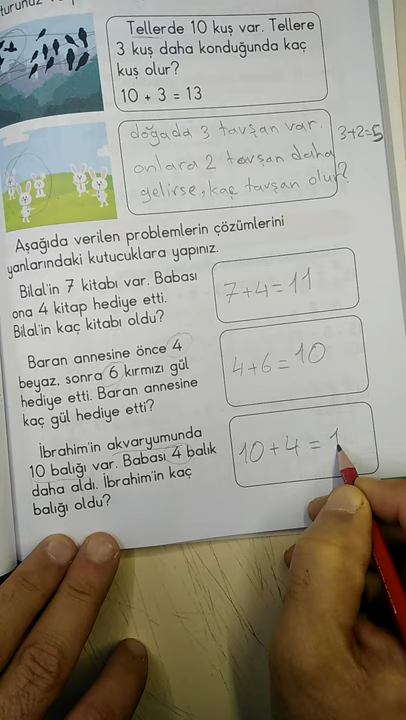 Tellerde 10 kuş var. Tellere
3 kuş daha konduğunda kaç
kuş olur?
10 + 3 = 13
doğada 3 tavşan var.
onlara 2 tavşan daha
gelirse, kaç tavşan olur?
3+2=5
Aşağıda verilen problemlerin çözümlerini
yanlarındaki kutucuklara yapınız.
Bilal'in 7 kitabı var. Babası
ona 4 kitap hediye etti.
Bilal'in kaç kitabı oldu?
7+4=11
Baran annesine önce 4
beyaz, sonra 6 kırmızı gül
hediye etti. Baran annesine
kaç gül hediye etti?
4+6=10
İbrahim'in akvaryumunda
10 balığı var. Babası 4 balık
daha aldı. İbrahim'in kaç
balığı oldu?
10+4=1